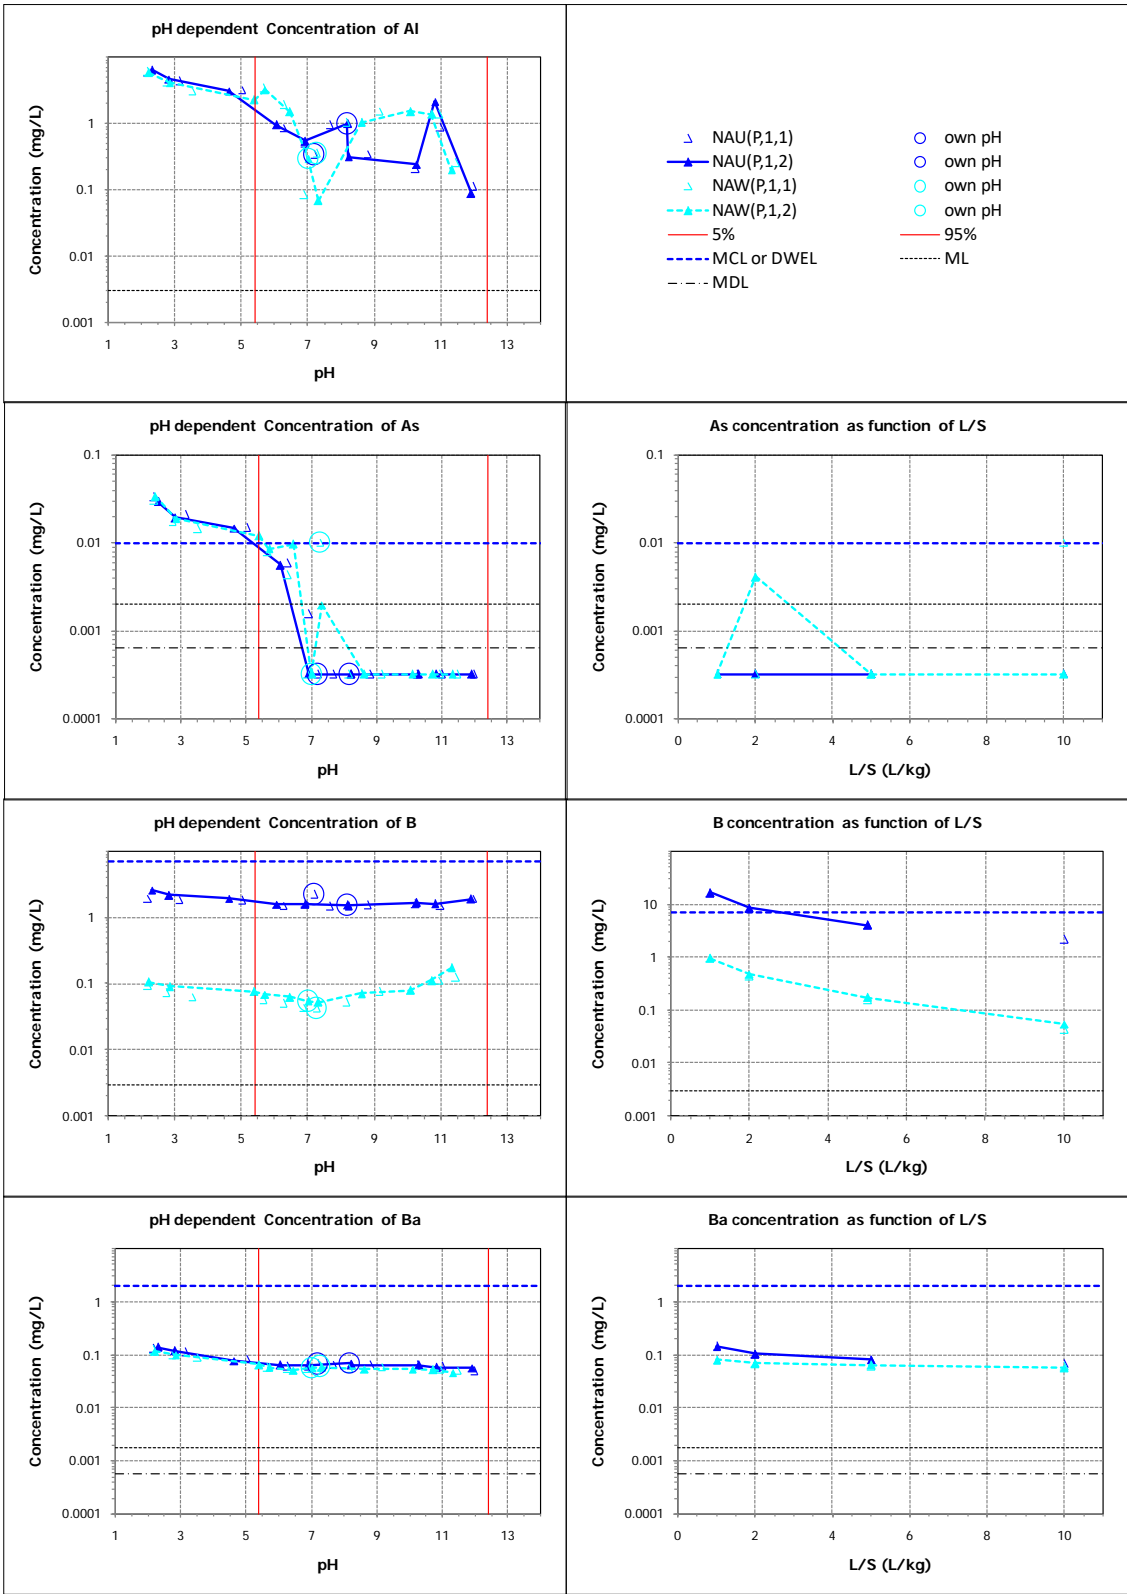 pH dependent Concentration of Al
Concentration (mg/L)
1
0.1
0.01
0.001
1 3 5 7 9 11 13
pH
NAU(P,1,1) own pH
NAU(P,1,2) own pH
NAW(P,1,1) own pH
NAW(P,1,2) own pH
5% 95%
MCL or DWEL ML
MDL
pH dependent Concentration of As
Concentration (mg/L)
0.1
0.01
0.001
0.0001
1 3 5 7 9 11 13
pH
As concentration as function of L/S
Concentration (mg/L)
0.1
0.01
0.001
0.0001
0 2 4 6 8 10
L/S (L/kg)
pH dependent Concentration of B
Concentration (mg/L)
1
0.1
0.01
0.001
1 3 5 7 9 11 13
pH
B concentration as function of L/S
Concentration (mg/L)
10
1
0.1
0.01
0.001
0 2 4 6 8 10
L/S (L/kg)
pH dependent Concentration of Ba
Concentration (mg/L)
1
0.1
0.01
0.001
0.0001
1 3 5 7 9 11 13
pH
Ba concentration as function of L/S
Concentration (mg/L)
1
0.1
0.01
0.001
0.0001
0 2 4 6 8 10
L/S (L/kg)